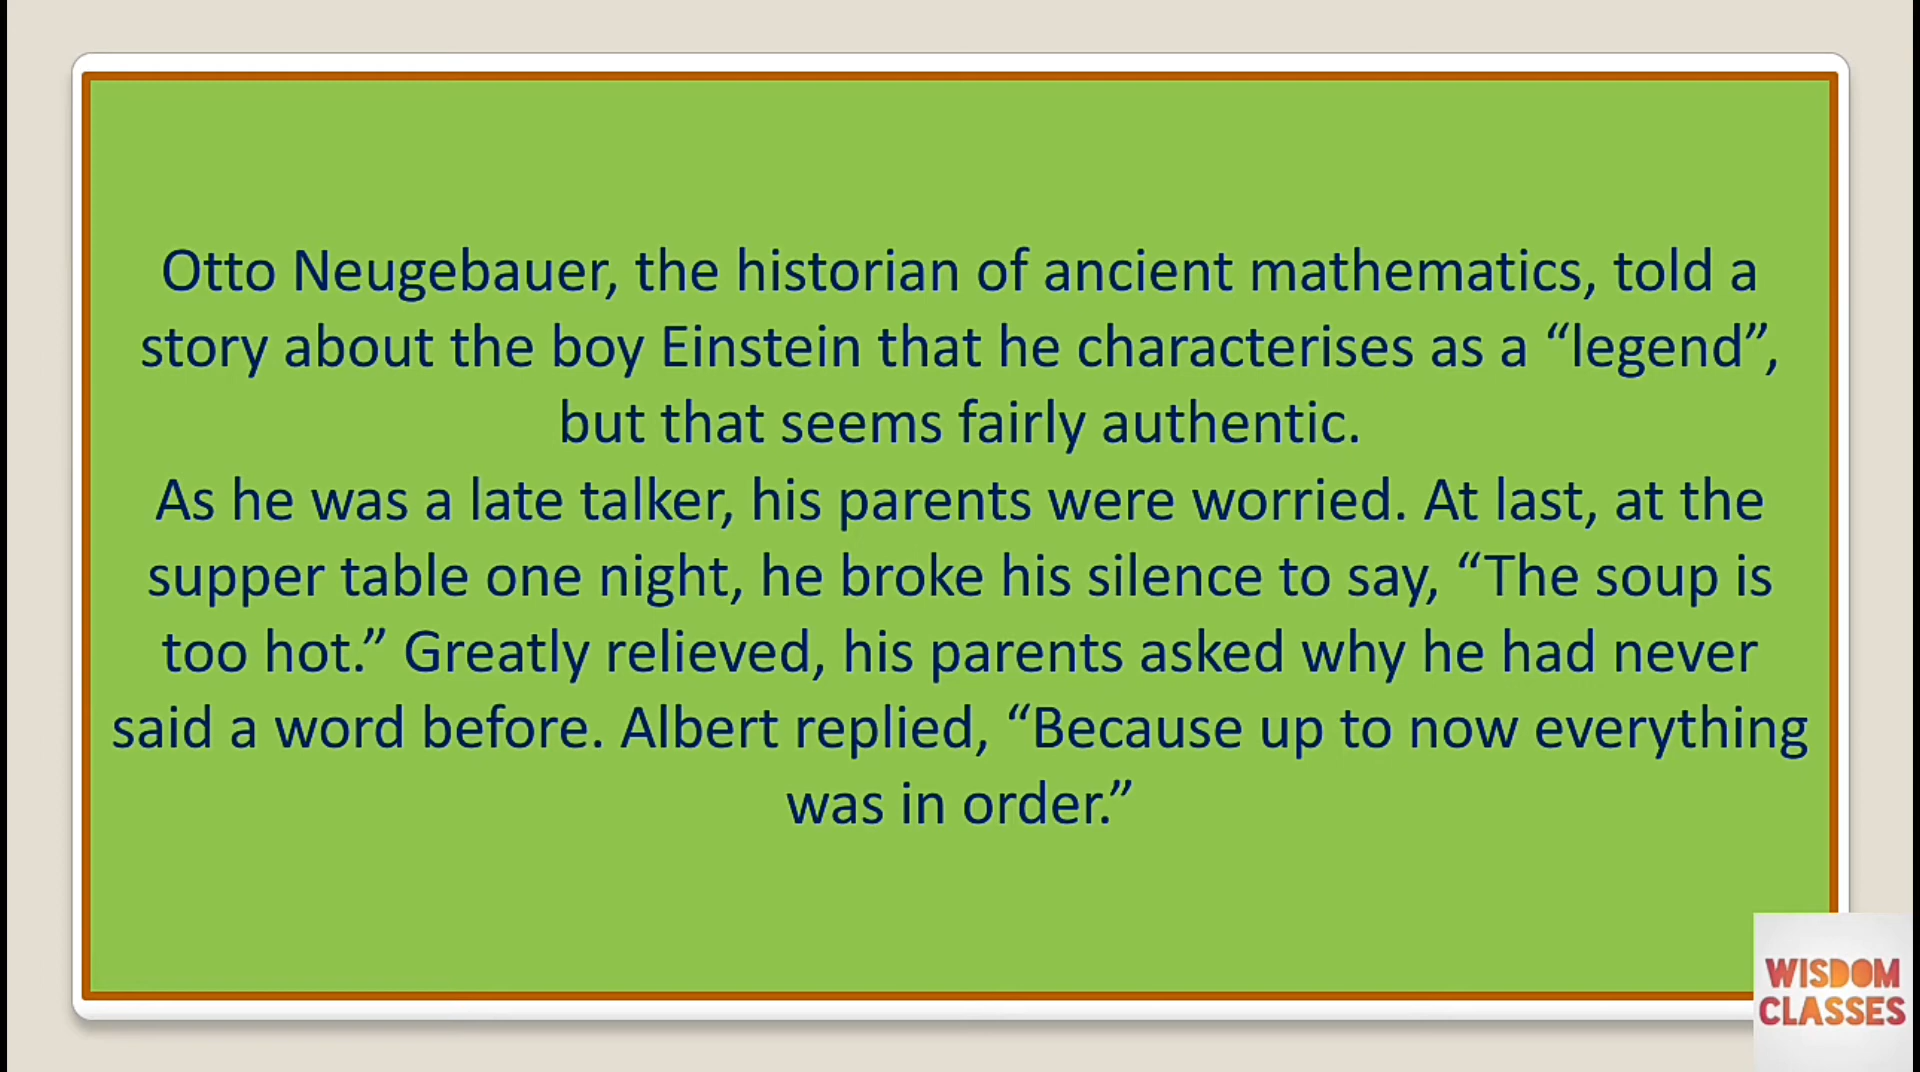 Otto Neugebauer, the historian of ancient mathematics, told a
story about the boy Einstein that he characterises as a “legend”,
but that seems fairly authentic.
As he was a late talker, his parents were worried. At last, at the
supper table one night, he broke his silence to say, “The soup is
too hot.” Greatly relieved, his parents asked why he had never
said a word before. Albert replied, “Because up to now everything
was in order.”
WISDOM
CLASSES